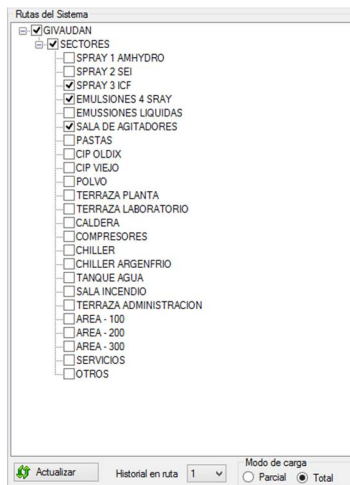 Rutas del Sistema
GIVAUDAN
SECTORES
SPRAY 1 AMHYDRO
SPRAY 2 SEI
SPRAY 3 ICF
EMULSIONES 4 SRAY
EMUSSIONES LIQUIDAS
SALA DE AGITADORES
PASTAS
CIP OLDIX
CIP VIEJO
POLVO
TERRAZA PLANTA
TERRAZA LABORATORIO
CALDERA
COMPRESORES
CHILLER
CHILLER ARGENFRIO
TANQUE AGUA
SALA INCENDIO
TERRAZA ADMINISTRACION
AREA - 100
AREA - 200
AREA - 300
SERVICIOS
OTROS
Modo de carga
Actualizar Historial en ruta 1 Parcial Total